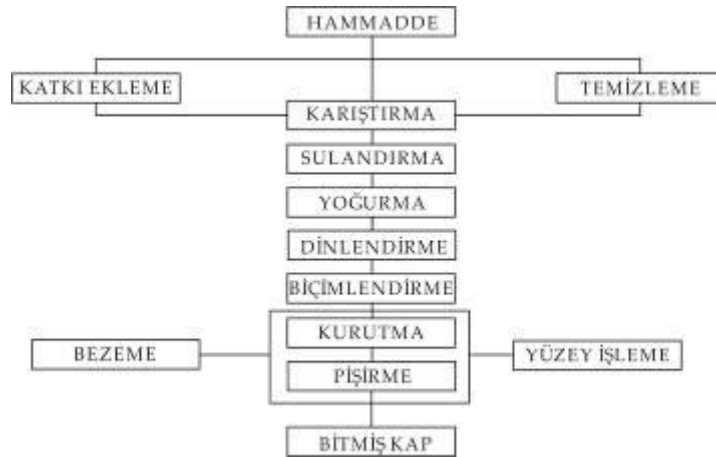 HAMMADDE
KATKI EKLEME
TEMİZLEME
KARIŞTIRMA
SULANDIRMA
YOĞURMA
DİNLENDİRME
BİÇİMLENDİRME
KURUTMA
BEZEME
YÜZEY İŞLEME
PİŞİRME
BİTMİŞ KAP